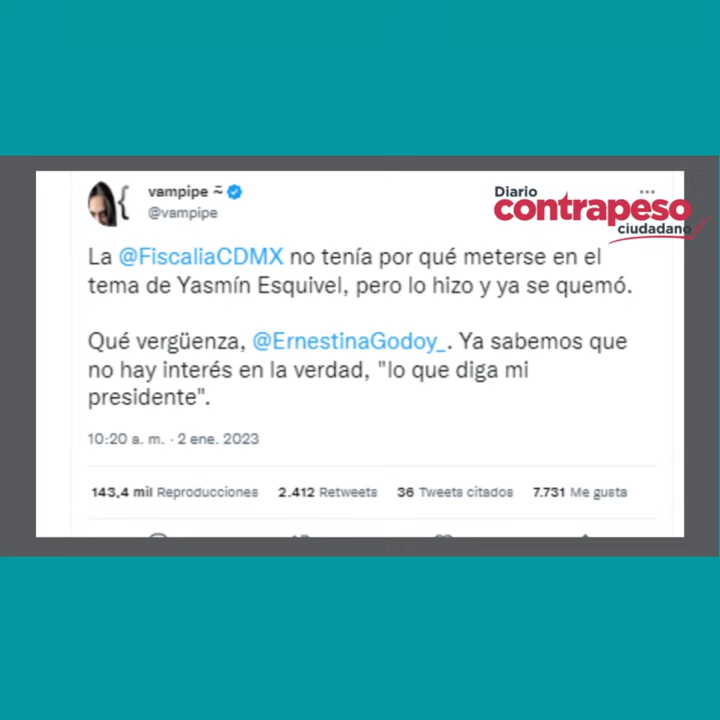 Diario
contrapeso
ciudadano
vampipe ~̄
@vampipe
La @FiscaliaCDMX no tenía por qué meterse en el
tema de Yasmín Esquivel, pero lo hizo y ya se quemó.
Qué vergüenza, @ErnestinaGodoy_. Ya sabemos que
no hay interés en la verdad, "lo que diga mi
presidente".
10:20 a. m. · 2 ene. 2023
143,4 mil Reproducciones 2.412 Retweets 36 Tweets citados 7.731 Me gusta